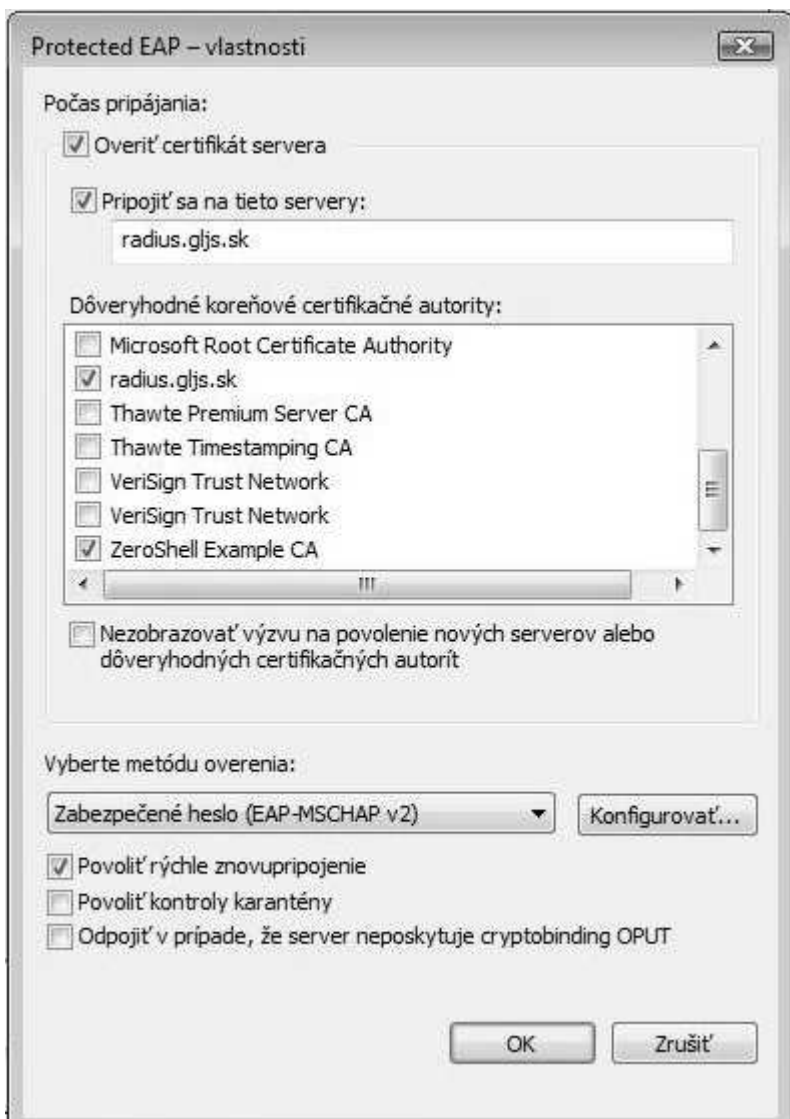 Protected EAP – vlastnosti
Počas pripájania:
Overiť certifikát servera
Pripojiť sa na tieto servery:
radius.gljs.sk
Dôveryhodné koreňové certifikačné autority:
Microsoft Root Certificate Authority
radius.gljs.sk
Thawte Premium Server CA
Thawte Timestamping CA
VeriSign Trust Network
VeriSign Trust Network
ZeroShell Example CA
Nezobrazovať výzvu na povolenie nových serverov alebo
dôveryhodných certifikačných autorít
Vyberte metódu overenia:
Zabezpečené heslo (EAP-MSCHAP v2)
Konfigurovať...
Povoliť rýchle znovupripojenie
Povoliť kontroly karantény
Odpojiť v prípade, že server neposkytuje cryptobinding OPUT
OK
Zrušiť